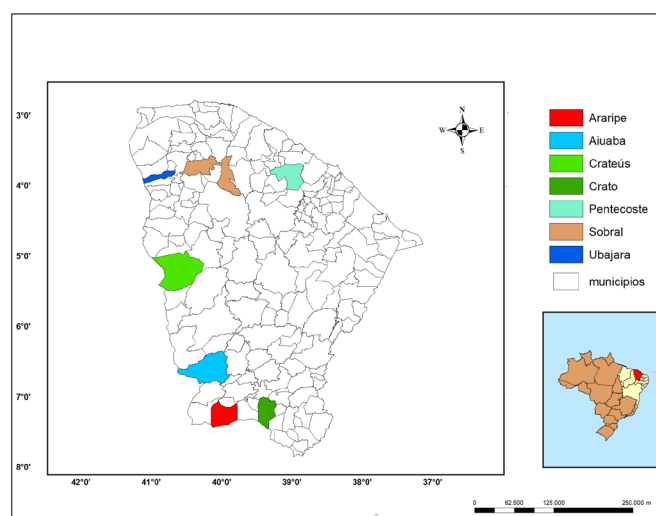 3°0'
4°0'
5°0'
6°0'
7°0'
8°0'
42°0'
41°0'
40°0'
39°0'
38°0'
37°0'
N
W
E
S
Araripe
Aiuaba
Crateús
Crato
Pentecoste
Sobral
Ubajara
municipios
0
62.500
125.000
250.000 m